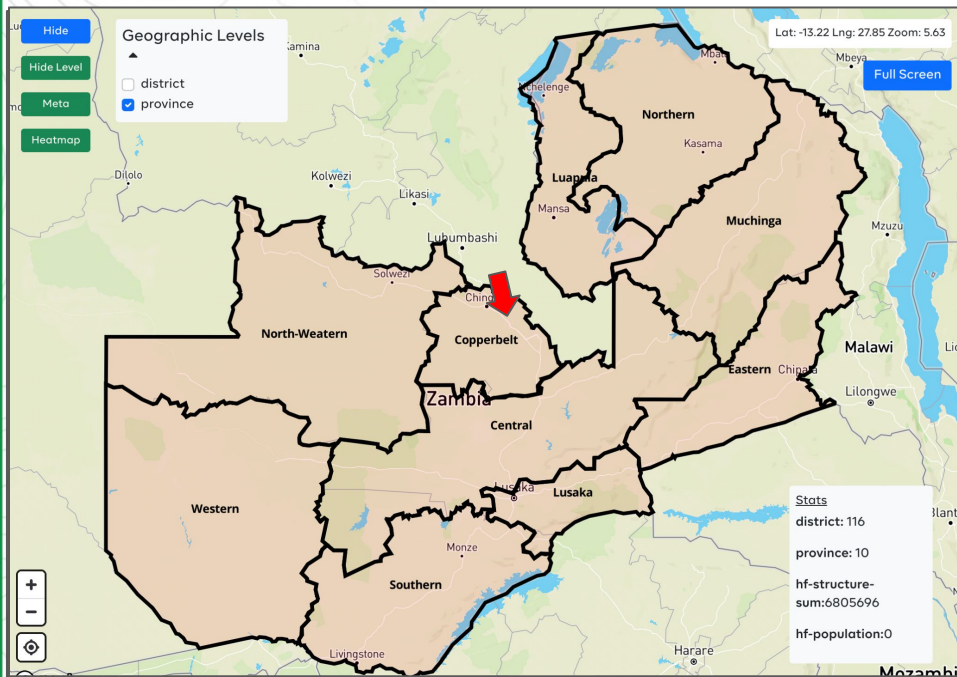 Hide
Hide Level
Meta
Heatmap
Geographic Levels
district
province
Lat: -13.22 Lng: 27.85 Zoom: 5.63
Full Screen
Kamina
Mbeya
Nchelenge
Northern
Kasama
Dilolo
Kolwezi
Likasi
Luapula
Mansa
Muchinga
Mzuzu
Lubumbashi
Solwezi
North-Weatern
Copperbelt
Malawi
Eastern
Chipata
Lilongwe
Zambia
Central
Lusaka
Lusaka
Western
Monze
Southern
Livingstone
Harare
Stats
district: 116
province: 10
hf-structure-
sum:6805696
hf-population:0
+
−